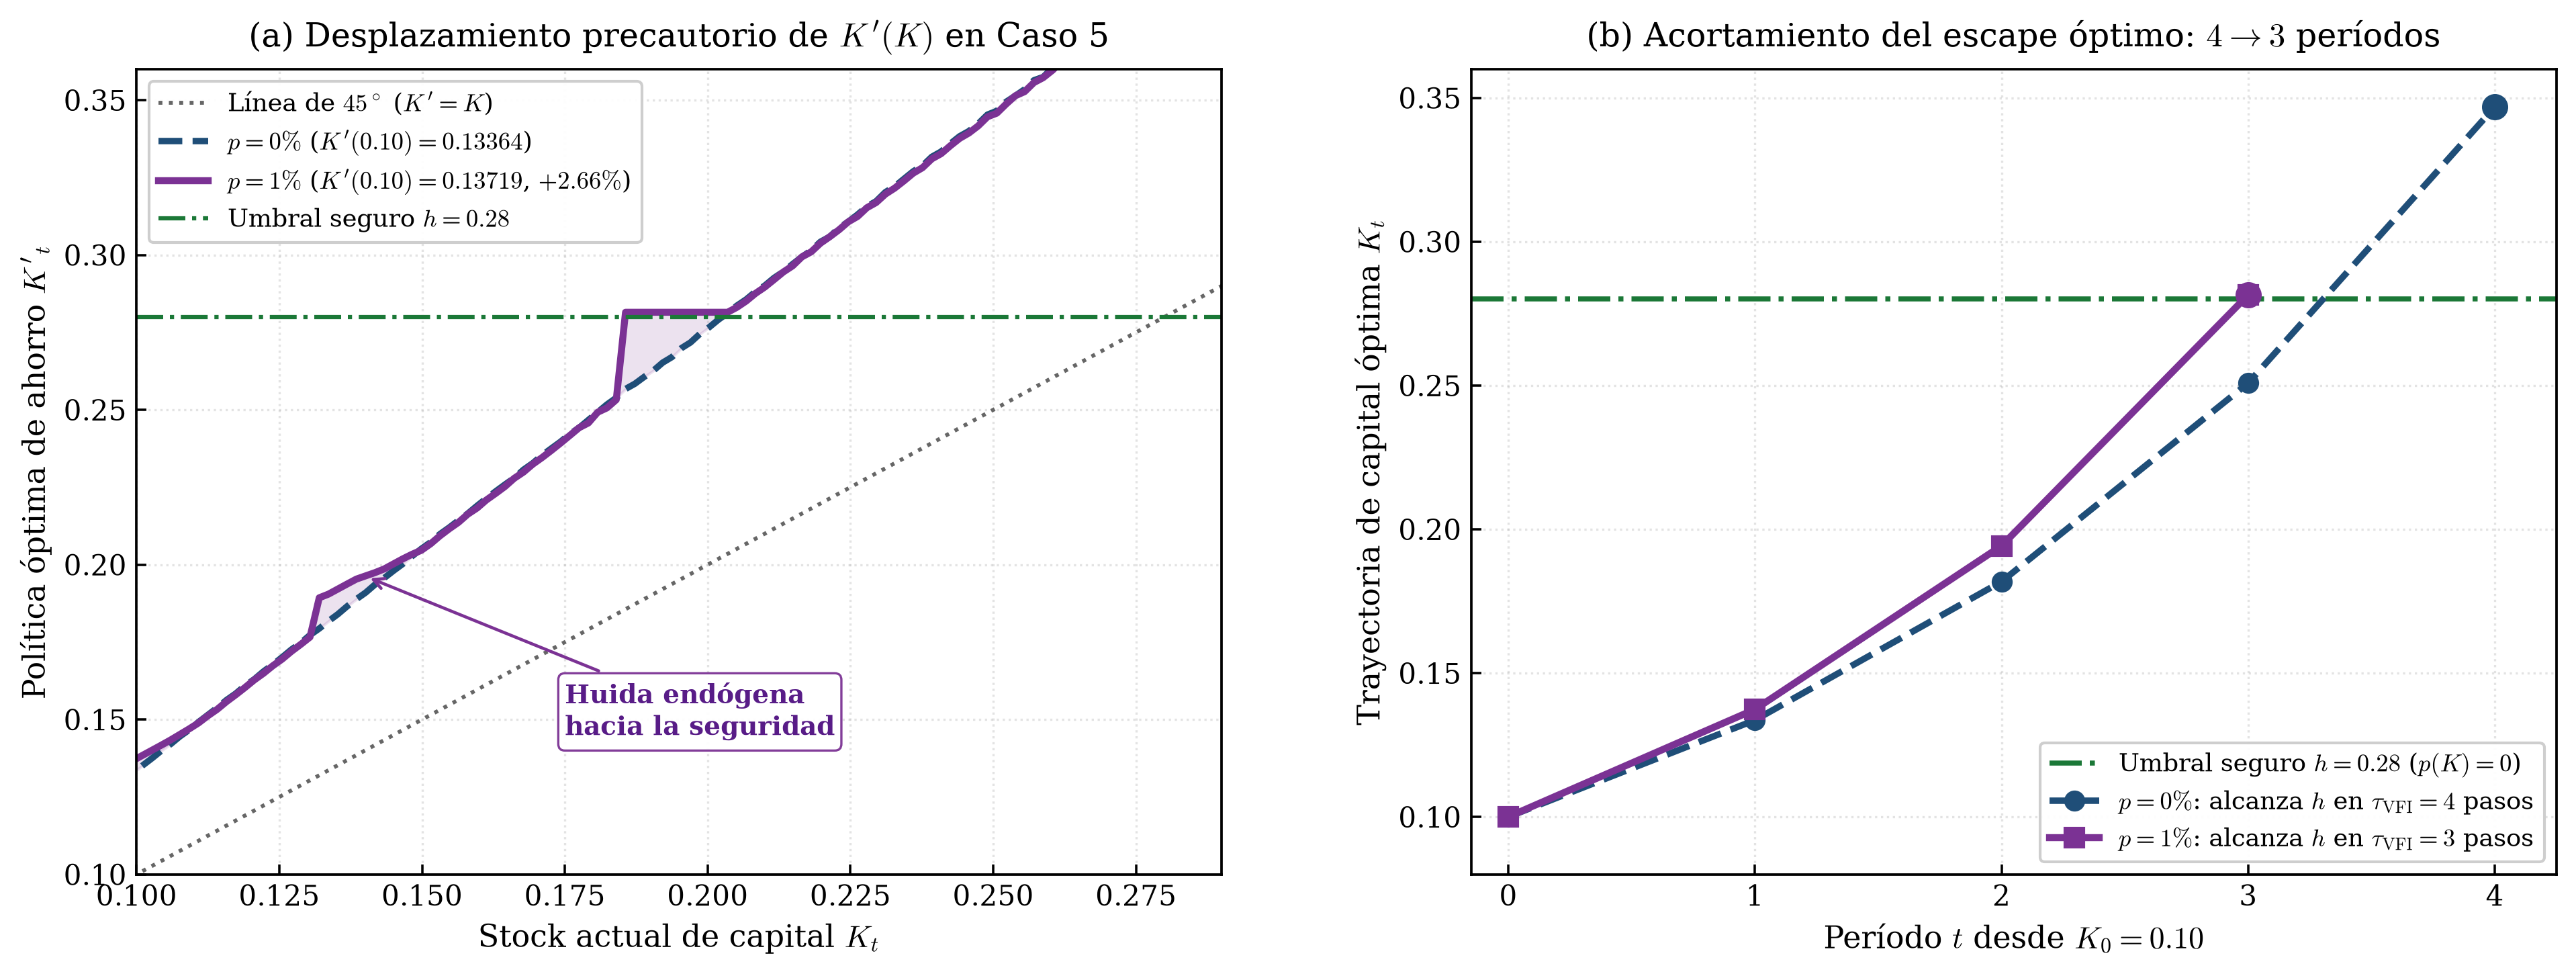 (a) Desplazamiento precautorio de K′(K) en Caso 5
Política óptima de ahorro K′ₜ
0.35
0.30
0.25
0.20
0.15
0.10
Línea de 45° (K′ = K)
p = 0% (K′(0.10) = 0.13364)
p = 1% (K′(0.10) = 0.13719, +2.66%)
Umbral seguro h = 0.28
Huida endógena
hacia la seguridad
0.100 0.125 0.150 0.175 0.200 0.225 0.250 0.275
Stock actual de capital Kₜ
(b) Acortamiento del escape óptimo: 4 → 3 períodos
Trayectoria de capital óptima Kₜ
0.35
0.30
0.25
0.20
0.15
0.10
Umbral seguro h = 0.28 (p(K) = 0)
p = 0%: alcanza h en τ_VFI = 4 pasos
p = 1%: alcanza h en τ_VFI = 3 pasos
0 1 2 3 4
Período t desde K₀ = 0.10